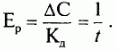 Eр = ΔC / Kд = 1 / t .